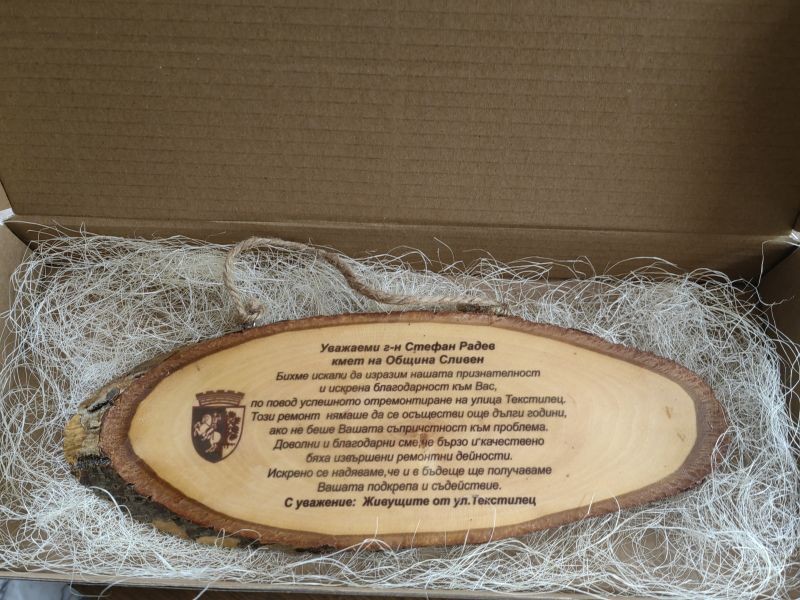 Уважаеми г-н Стефан Радев
кмет на Община Сливен
Бихме искали да изразим нашата признателност
и искрена благодарност към Вас,
по повод успешното отремонтиране на улица Текстилец.
Този ремонт нямаше да се осъществи още дълги години,
ако не беше Вашата съпричстност към проблема.
Доволни и благодарни сме,че бързо и качествено
бяха извършени ремонтни дейности.
Искрено се надяваме,че и в бъдеще ще получаваме
Вашата подкрепа и съдействие.
С уважение: Живущите от ул.Текстилец